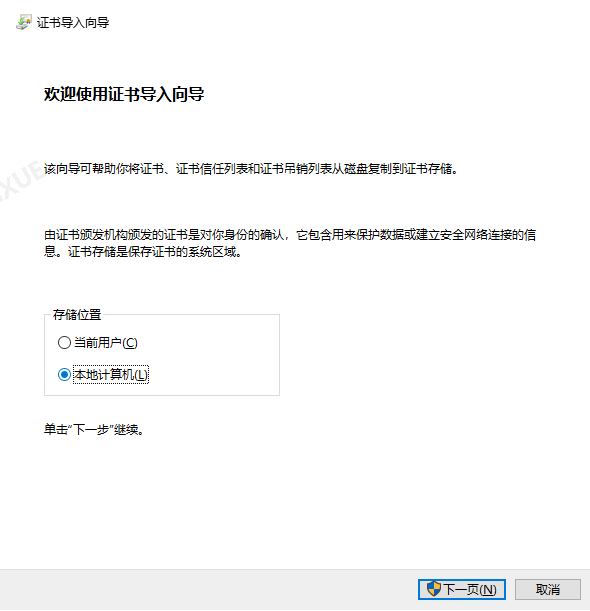 证书导入向导
欢迎使用证书导入向导
该向导可帮助你将证书、证书信任列表和证书吊销列表从磁盘复制到证书存储。
由证书颁发机构颁发的证书是对你身份的确认，它包含用来保护数据或建立安全网络连接的信
息。证书存储是保存证书的系统区域。
存储位置
当前用户(C)
本地计算机(L)
单击“下一步”继续。
下一页(N) 取消